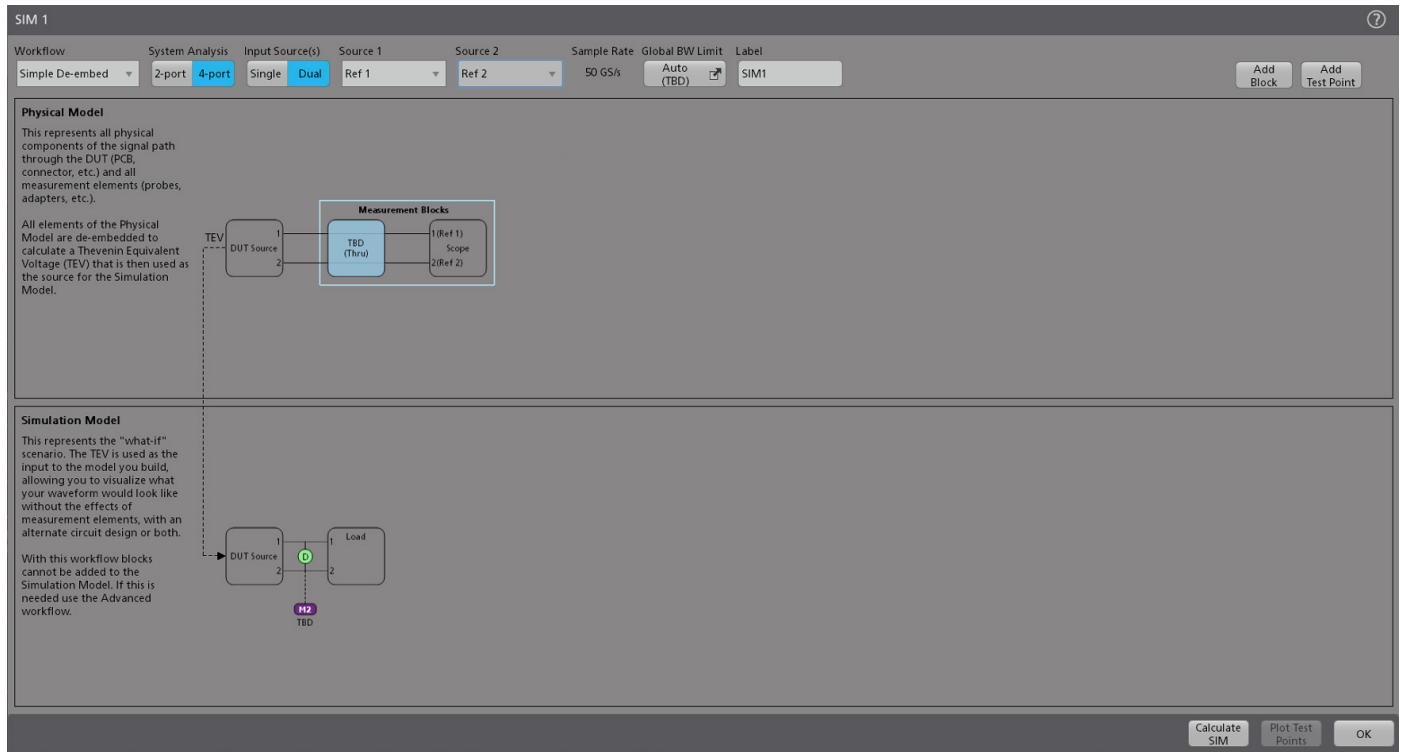 SIM 1
?
Workflow
System Analysis
Input Source(s)
Source 1
Source 2
Sample Rate
Global BW Limit
Label
Simple De-embed
2-port
4-port
Single
Dual
Ref 1
Ref 2
50 GS/s
Auto
(TBD)
SIM1
Add
Block
Add
Test Point
Physical Model
This represents all physical
components of the signal path
through the DUT (PCB,
connector, etc.) and all
measurement elements (probes,
adapters, etc.).
All elements of the Physical
Model are de-embedded to
calculate a Thevenin Equivalent
Voltage (TEV) that is then used as
the source for the Simulation
Model.
TEV
DUT Source
1
2
Measurement Blocks
TBD
(Thru)
1(Ref 1)
Scope
2(Ref 2)
Simulation Model
This represents the "what-if"
scenario. The TEV is used as the
input to the model you build,
allowing you to visualize what
your waveform would look like
without the effects of
measurement elements, with an
alternate circuit design or both.
With this workflow blocks
cannot be added to the
Simulation Model. If this is
needed use the Advanced
workflow.
DUT Source
1
2
D
1
Load
2
M2
TBD
Calculate
SIM
Plot Test
Points
OK